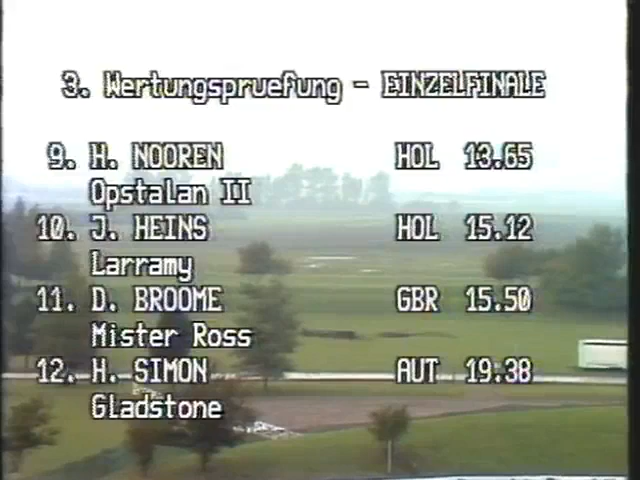 3. Wertungspruefung - EINZELFINALE
9. H. NOOREN HOL 13.65
Opstalan II
10. J. HEINS HOL 15.12
Larramy
11. D. BROOME GBR 15.50
Mister Ross
12. H. SIMON AUT 19.38
Gladstone